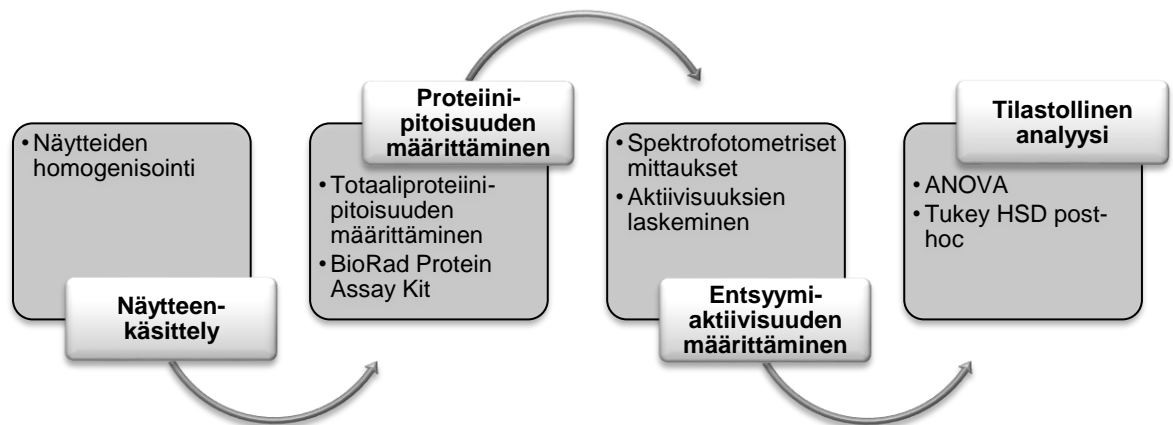 • Näytteiden
homogenisointi
Näytteen-
käsittely
Proteiini-
pitoisuuden
määrittäminen
• Totaaliproteiini-
pitoisuuden
määrittäminen
• BioRad Protein
Assay Kit
• Spektrofotometriset
mittaukset
• Aktiivisuuksien
laskeminen
Entsyymi-
aktiivisuuden
määrittäminen
Tilastollinen
analyysi
• ANOVA
• Tukey HSD post-
hoc